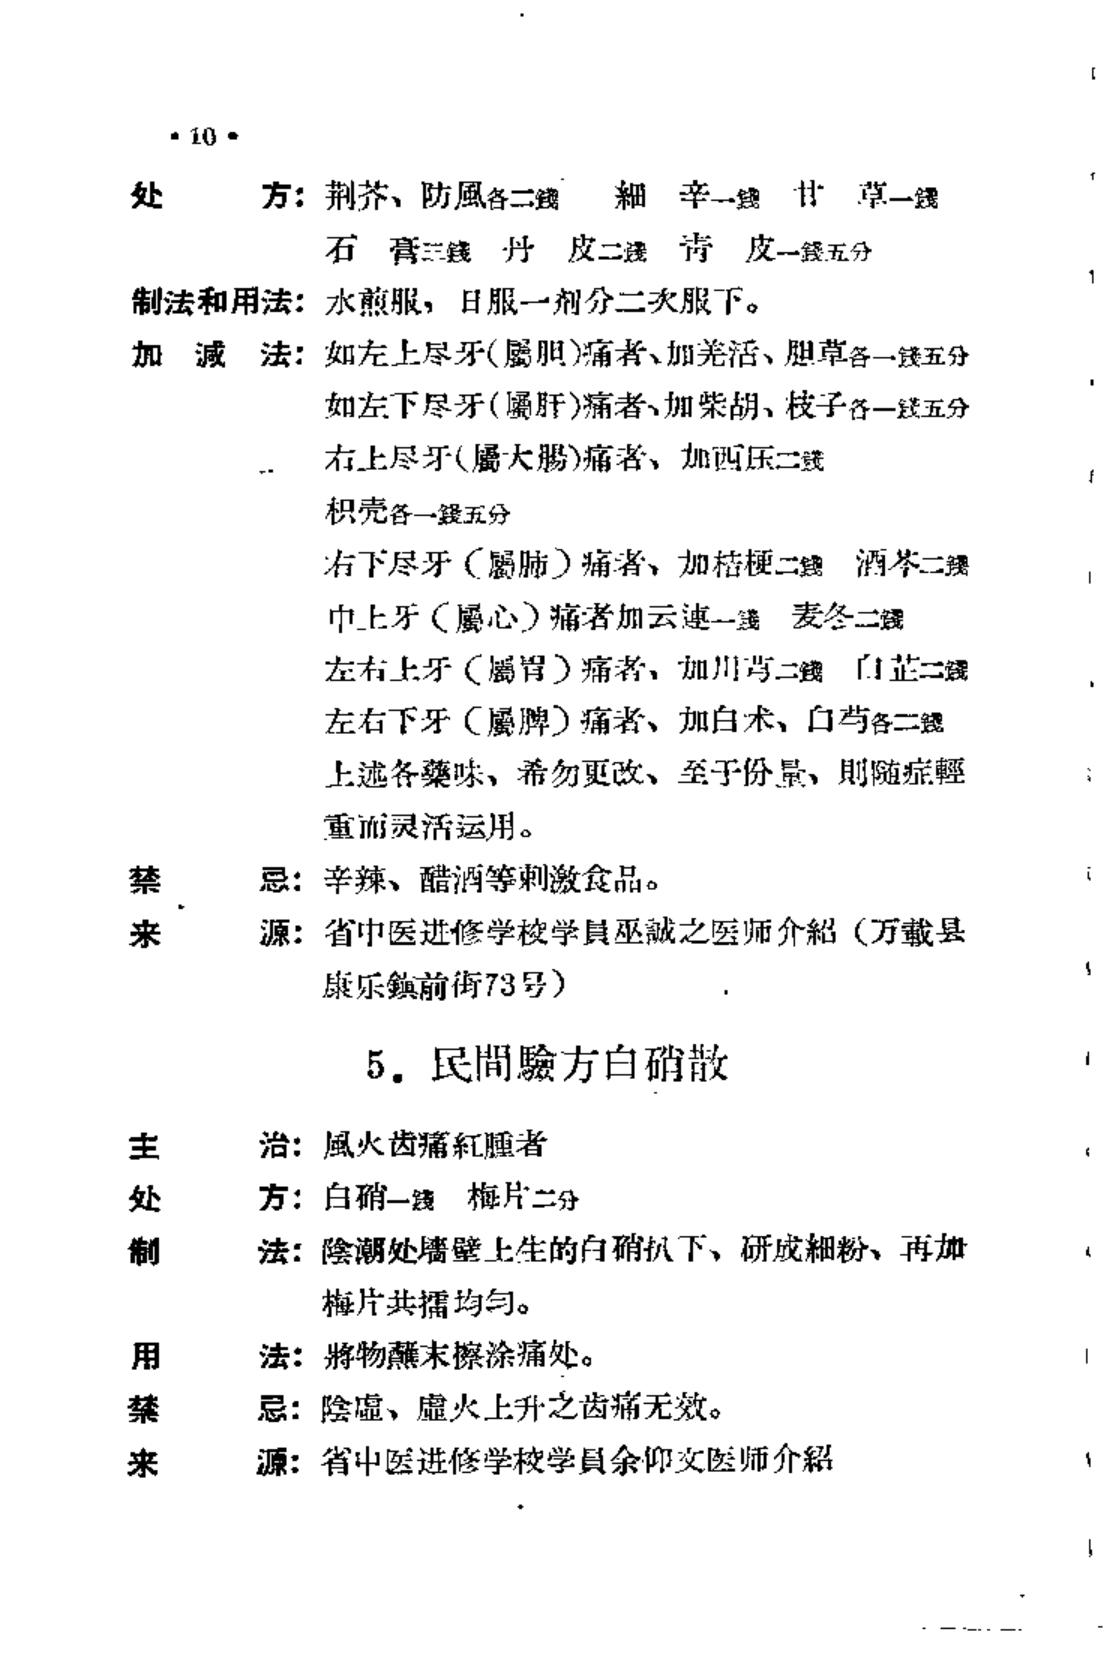 • 10 •
处 方：荆芥、防風各二錢 細 辛一錢 甘 草一錢
石 膏三錢 丹 皮二錢 靑 皮一錢五分
制法和用法：水煎服，日服一剂分二次服下。
加 减 法：如左上尽牙(屬胆)痛者、加羌活、胆草各一錢五分
如左下尽牙(屬肝)痛者、加柴胡、枝子各一錢五分
右上尽牙(屬大腸)痛者、加西压二錢
枳壳各一錢五分
右下尽牙（屬肺）痛者、加桔梗二錢 酒芩二錢
中上牙（屬心）痛者加云連一錢 麦冬二錢
左右上牙（屬胃）痛者、加川芎二錢 白芷二錢
左右下牙（屬脾）痛者、加白术、白芍各二錢
上述各藥味、希勿更改、至于份量、則随症輕
重而灵活运用。
禁 忌：辛辣、醋酒等刺激食品。
来 源：省中医进修学校学員巫誠之医师介紹（万載县
康乐鎮前街73号）
5．民間驗方白硝散
主 治：風火齿痛紅腫者
处 方：白硝一錢 梅片二分
制 法：陰潮处墙壁上生的白硝扒下、研成細粉、再加
梅片共擂均匀。
用 法：將物蘸末擦涂痛处。
禁 忌：陰虛、虛火上升之齿痛无效。
来 源：省中医进修学校学員余仰文医师介紹